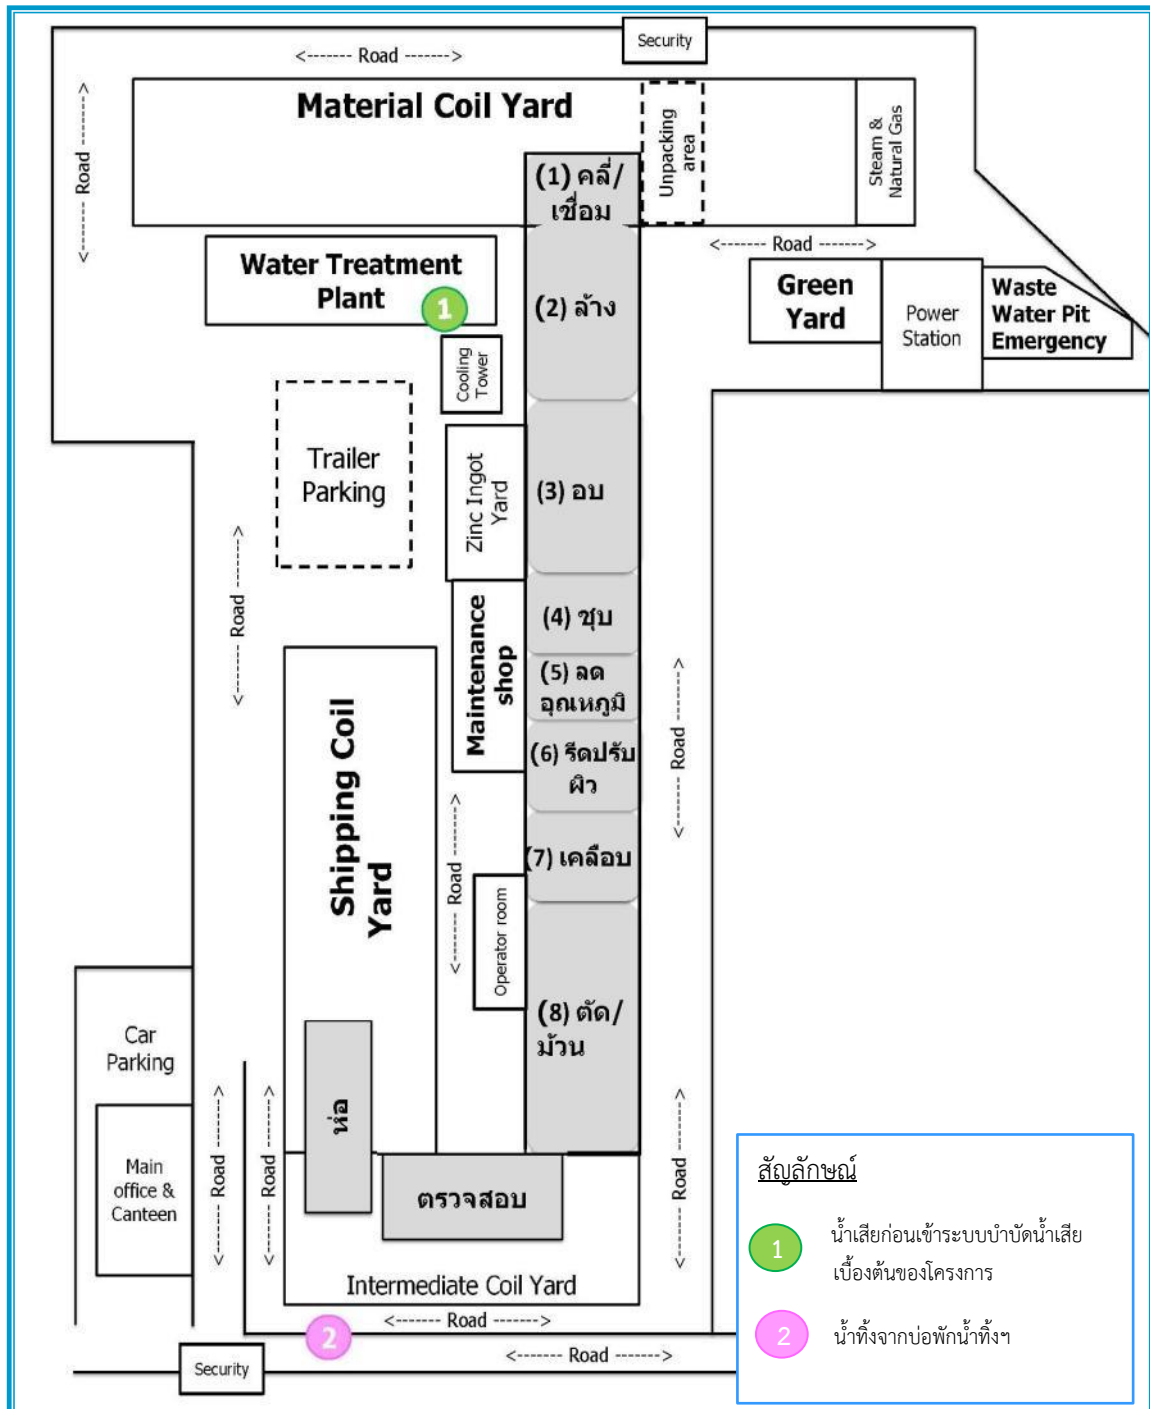 Security
<------- Road ------->
Material Coil Yard
Unpacking
area
Steam &
Natural Gas
<------- Road ------->
(1) คลี่/
เชื่อม
<------- Road ------->
Water Treatment
Plant
1
(2) ล้าง
Green
Yard
Power
Station
Waste
Water Pit
Emergency
Cooling
Tower
Trailer
Parking
Zinc Ingot
Yard
(3) อบ
<------- Road ------->
Maintenance
shop
(4) ชุบ
(5) ลด
อุณหภูมิ
(6) รีดปรับ
ผิว
<------- Road ------->
Shipping Coil
Yard
<------- Road ------->
(7) เคลือบ
Operator room
(8) ตัด/
ม้วน
Car
Parking
Main
office &
Canteen
<------- Road ------->
<------- Road ------->
ห่อ
ตรวจสอบ
<------- Road ------->
Intermediate Coil Yard
<------- Road ------->
2
<------- Road ------->
Security
สัญลักษณ์
1
น้ำเสียก่อนเข้าระบบบำบัดน้ำเสีย
เบื้องต้นของโครงการ
2
น้ำทิ้งจากบ่อพักน้ำทิ้งฯ